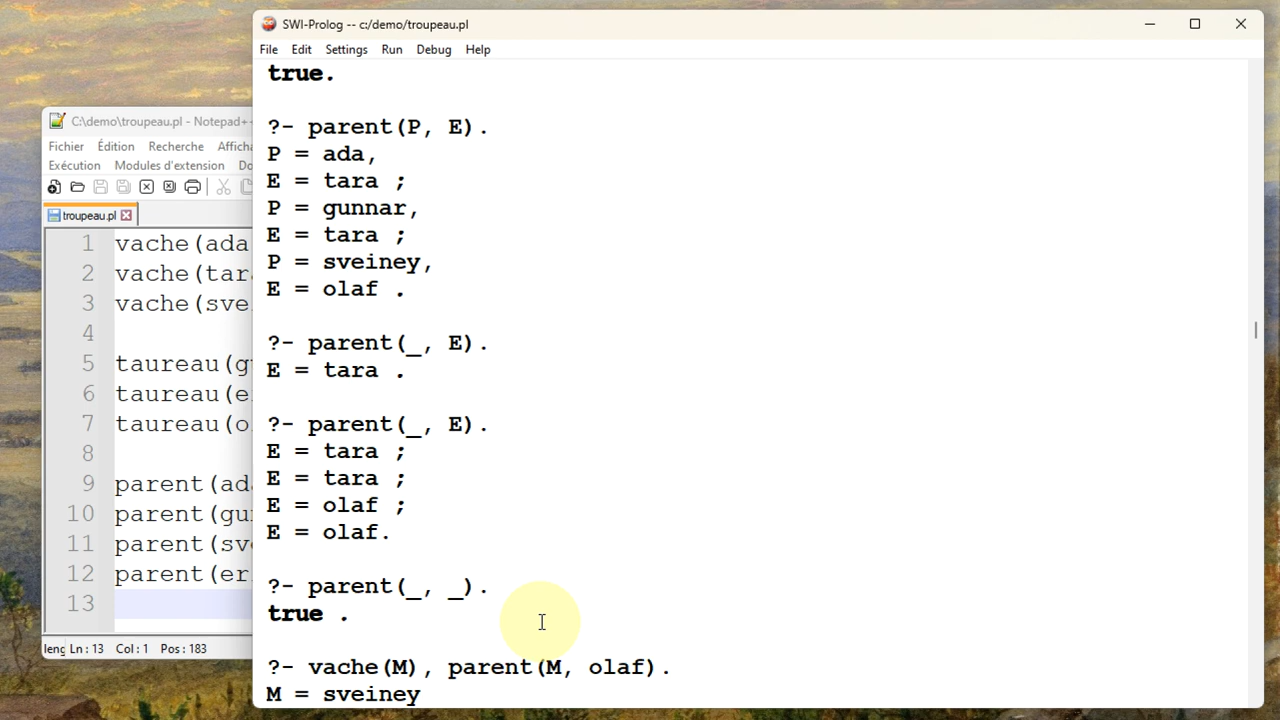 SWI-Prolog -- c:/demo/troupeau.pl
File Edit Settings Run Debug Help
true.
?- parent(P, E).
P = ada,
E = tara ;
P = gunnar,
E = tara ;
P = sveiney,
E = olaf .
?- parent(_, E).
E = tara .
?- parent(_, E).
E = tara ;
E = tara ;
E = olaf ;
E = olaf.
?- parent(_, _).
true .
?- vache(M), parent(M, olaf).
M = sveiney
C:\demo\troupeau.pl - Notepad+
Fichier Édition Recherche Afficha
Exécution Modules d'extension Do
troupeau.pl
1 vache(ada
2 vache(tar
3 vache(sve
4
5 taureau(g
6 taureau(e
7 taureau(o
8
9 parent(ad
10 parent(gu
11 parent(sv
12 parent(er
13
leng Ln : 13 Col : 1 Pos : 183